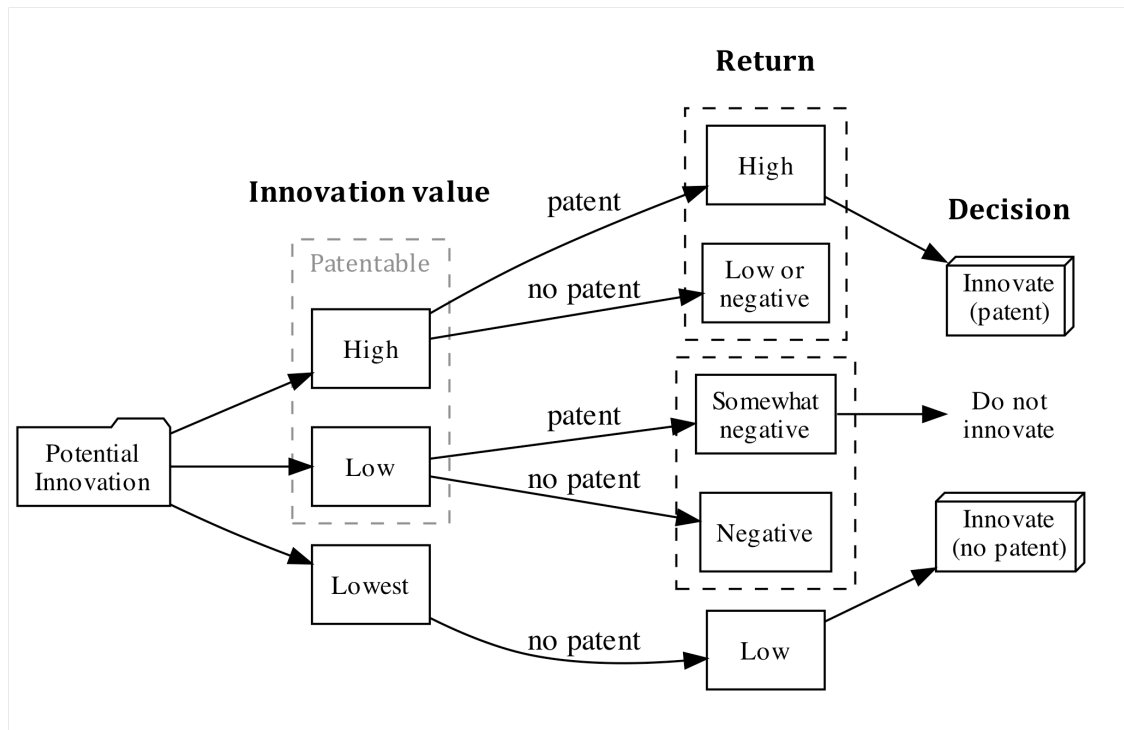 Return
High
Innovation value
patent
Decision
Patentable
no patent
Low or
negative
Innovate
(patent)
High
Somewhat
negative
Do not
innovate
patent
Potential
Innovation
Low
no patent
Negative
Innovate
(no patent)
Lowest
no patent
Low